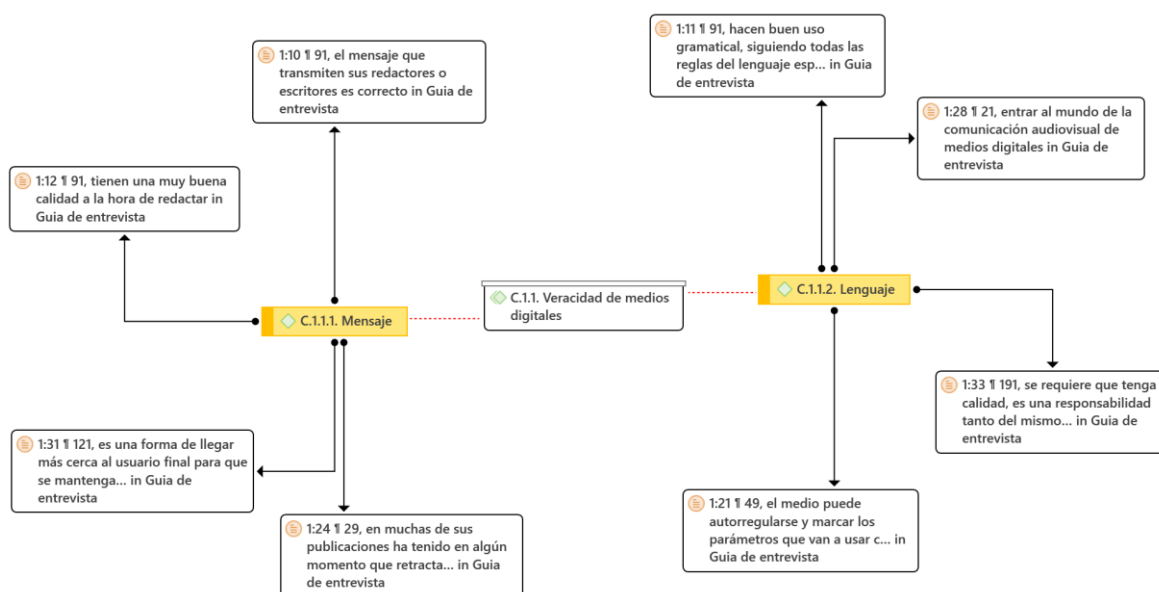 1:10 ¶ 91, el mensaje que
transmiten sus redactores o
escritores es correcto in Guia de
entrevista
1:11 ¶ 91, hacen buen uso
gramatical, siguiendo todas las
reglas del lenguaje esp... in Guia
de entrevista
1:28 ¶ 21, entrar al mundo de la
comunicación audiovisual de
medios digitales in Guia de
entrevista
1:12 ¶ 91, tienen una muy buena
calidad a la hora de redactar in
Guia de entrevista
C.1.1.1. Mensaje
C.1.1. Veracidad de medios
digitales
C.1.1.2. Lenguaje
1:33 ¶ 191, se requiere que tenga
calidad, es una responsabilidad
tanto del mismo... in Guia de
entrevista
1:31 ¶ 121, es una forma de llegar
más cerca al usuario final para que
se mantenga... in Guia de
entrevista
1:24 ¶ 29, en muchas de sus
publicaciones ha tenido en algún
momento que retracta... in Guia
de entrevista
1:21 ¶ 49, el medio puede
autorregularse y marcar los
parámetros que van a usar c... in
Guia de entrevista